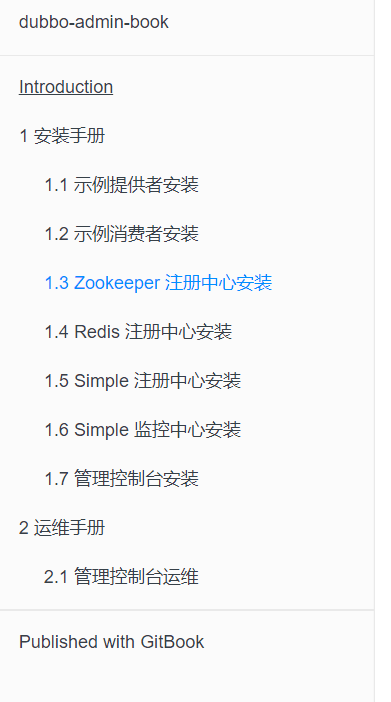 dubbo-admin-book
Introduction
1 安装手册
1.1 示例提供者安装
1.2 示例消费者安装
1.3 Zookeeper 注册中心安装
1.4 Redis 注册中心安装
1.5 Simple 注册中心安装
1.6 Simple 监控中心安装
1.7 管理控制台安装
2 运维手册
2.1 管理控制台运维
Published with GitBook